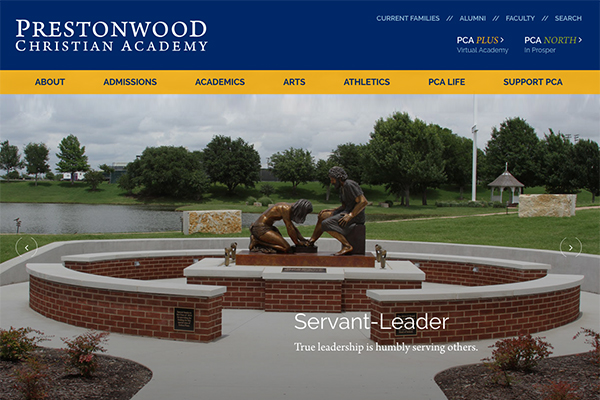 PRESTONWOOD
CHRISTIAN ACADEMY
CURRENT FAMILIES // ALUMNI // FACULTY // SEARCH
PCA PLUS >
Virtual Academy
PCA NORTH >
In Prosper
ABOUT ADMISSIONS ACADEMICS ARTS ATHLETICS PCA LIFE SUPPORT PCA
Servant-Leader
True leadership is humbly serving others.